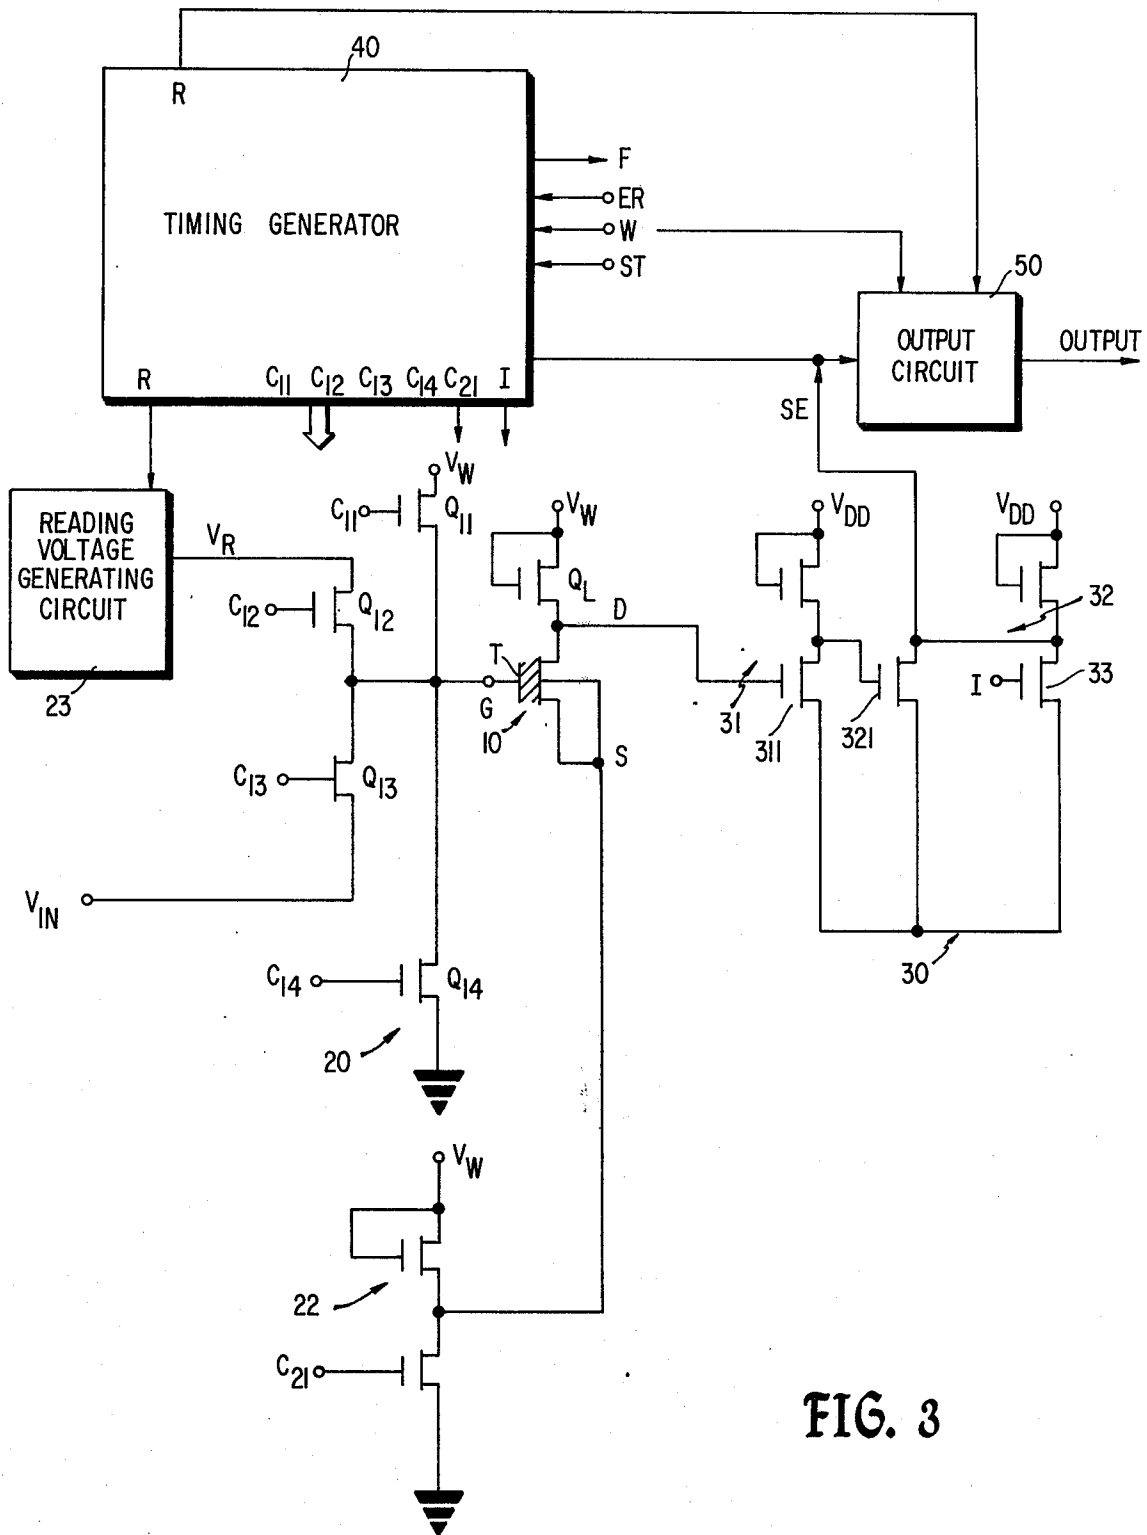 40
R
F
TIMING GENERATOR
ER
W
ST
50
OUTPUT CIRCUIT
OUTPUT
R
C11 C12 C13 C14 C21 I
SE
VW
READING
VOLTAGE
GENERATING
CIRCUIT
23
VR
C11
Q11
VW
VDD
VDD
C12
Q12
QL
D
32
T
G
10
31
311
321
I
33
C13
Q13
S
VIN
30
C14
Q14
20
VW
22
C21
FIG. 3